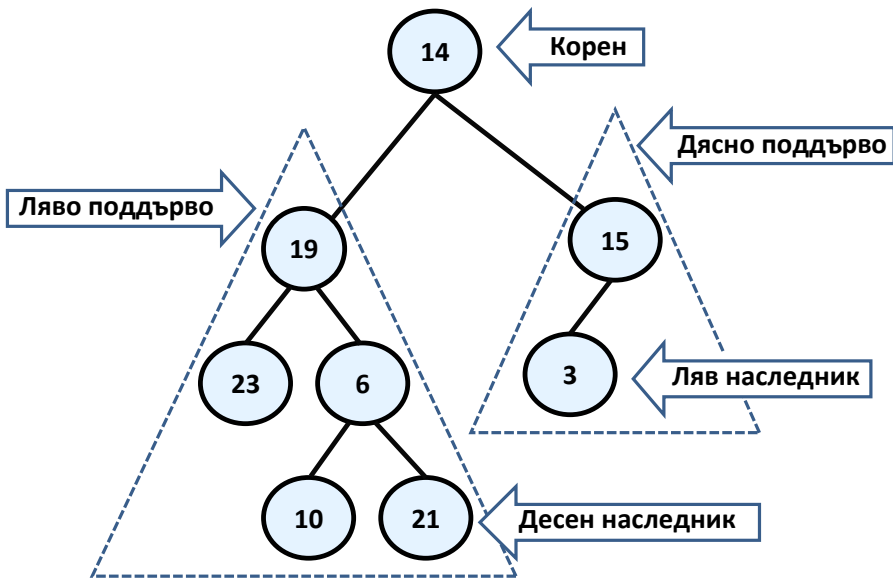 14
Корен
Дясно поддърво
Ляво поддърво
19
15
23
6
3
Ляв наследник
10
21
Десен наследник